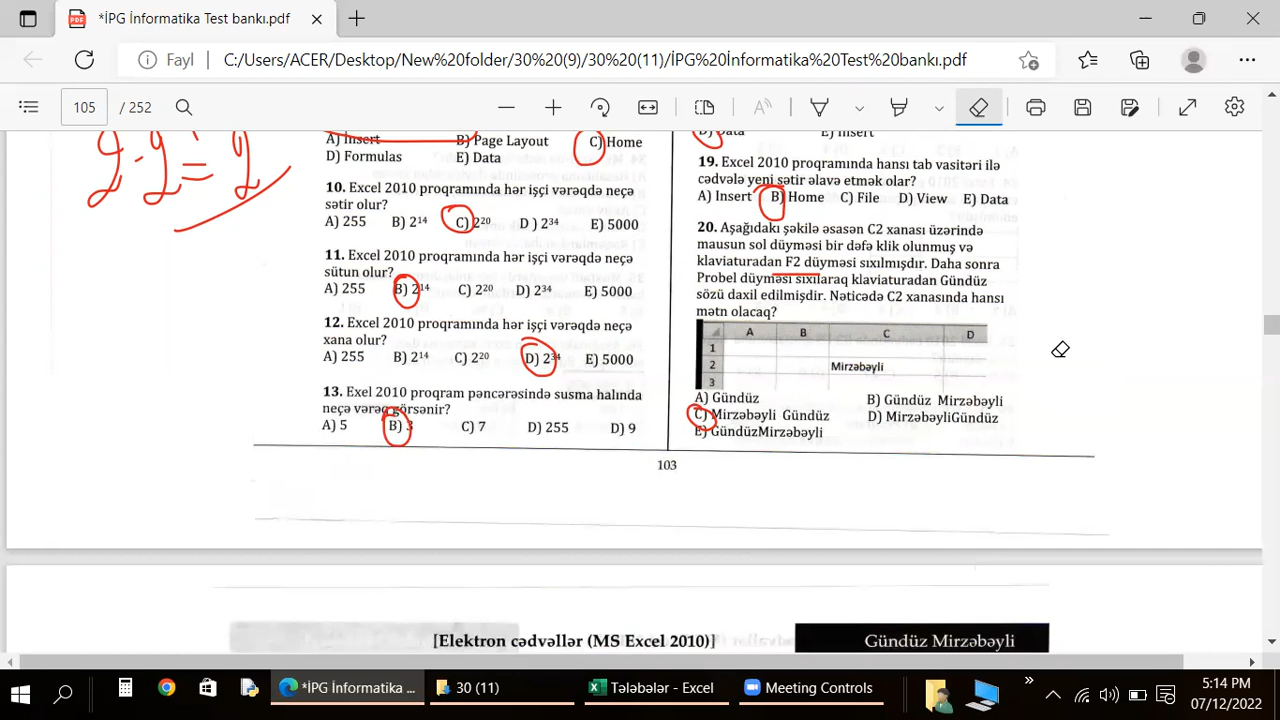 *İPG İnformatika Test bankı.pdf
Fayl C:/Users/ACER/Desktop/New%20folder/30%20(9)/30%20(11)/İPG%20İnformatika%20Test%20bankı.pdf
105 / 252
2·2=2
A) Insert B) Page Layout C) Home
D) Formulas E) Data
10. Excel 2010 proqramında hər işçi vərəqdə neçə
sətir olur?
A) 255 B) 2¹⁴ C) 2²⁰ D ) 2³⁴ E) 5000
11. Excel 2010 proqramında hər işçi vərəqdə neçə
sütun olur?
A) 255 B) 2¹⁴ C) 2²⁰ D) 2³⁴ E) 5000
12. Excel 2010 proqramında hər işçi vərəqdə neçə
xana olur?
A) 255 B) 2¹⁴ C) 2²⁰ D) 2³⁴ E) 5000
13. Exel 2010 proqram pəncərəsində susma halında
neçə vərəq görsənir?
A) 5 B) 3 C) 7 D) 255 D) 9
D) Data E) Insert
19. Excel 2010 proqramında hansı tab vasitəri ilə
cədvələ yeni sətir əlavə etmək olar?
A) Insert B) Home C) File D) View E) Data
20. Aşağıdakı şəkilə əsasən C2 xanası üzərində
mausun sol düyməsi bir dəfə klik olunmuş və
klaviaturadan F2 düyməsi sıxılmışdır. Daha sonra
Probel düyməsi sıxılaraq klaviaturadan Gündüz
sözü daxil edilmişdir. Nəticədə C2 xanasında hansı
mətn olacaq?
A B C D
1
2 Mirzəbəyli
3
A) Gündüz B) Gündüz Mirzəbəyli
C) Mirzəbəyli Gündüz D) MirzəbəyliGündüz
E) GündüzMirzəbəyli
103
[Elektron cədvəllər (MS Excel 2010)] Gündüz Mirzəbəyli
*İPG İnformatika ... 30 (11) Tələbələr - Excel Meeting Controls
5:14 PM
07/12/2022